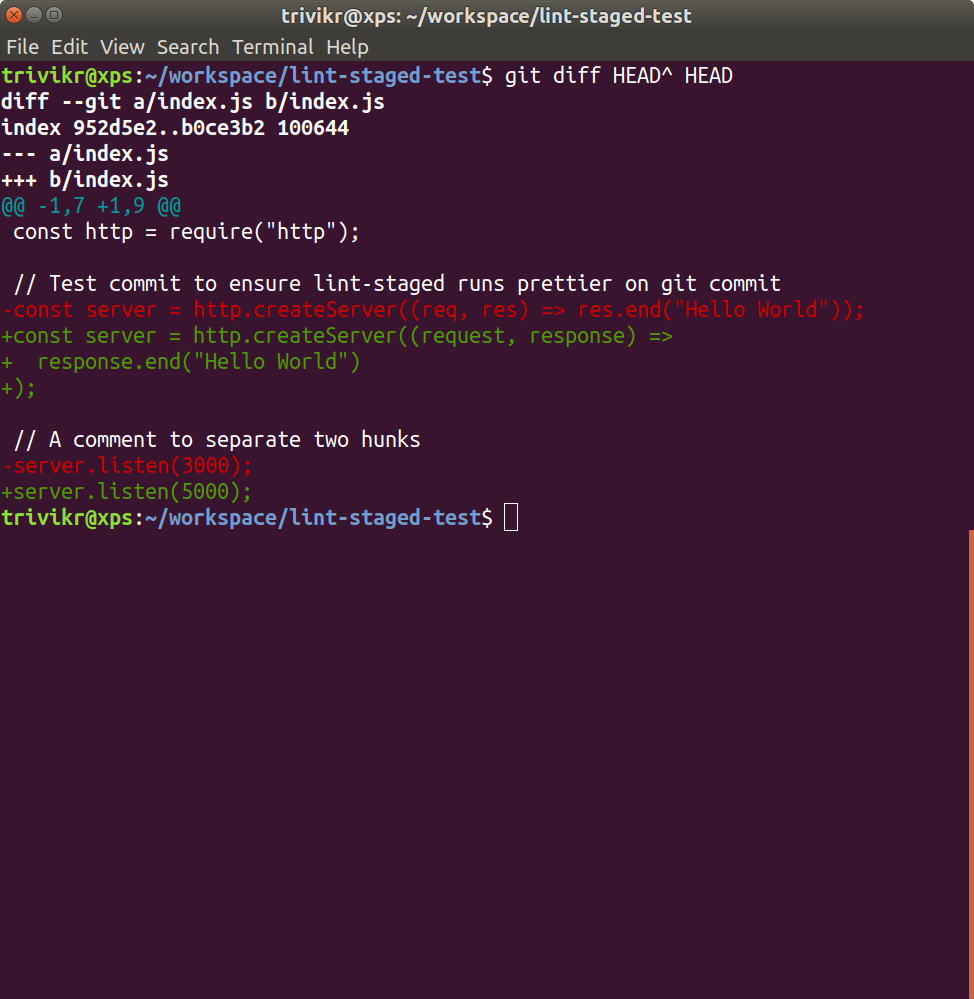 trivikr@xps: ~/workspace/lint-staged-test
File Edit View Search Terminal Help
trivikr@xps:~/workspace/lint-staged-test$ git diff HEAD^ HEAD
diff --git a/index.js b/index.js
index 952d5e2..b0ce3b2 100644
--- a/index.js
+++ b/index.js
@@ -1,7 +1,9 @@
 const http = require("http");

 // Test commit to ensure lint-staged runs prettier on git commit
-const server = http.createServer((req, res) => res.end("Hello World"));
+const server = http.createServer((request, response) =>
+  response.end("Hello World")
+);

 // A comment to separate two hunks
-server.listen(3000);
+server.listen(5000);
trivikr@xps:~/workspace/lint-staged-test$